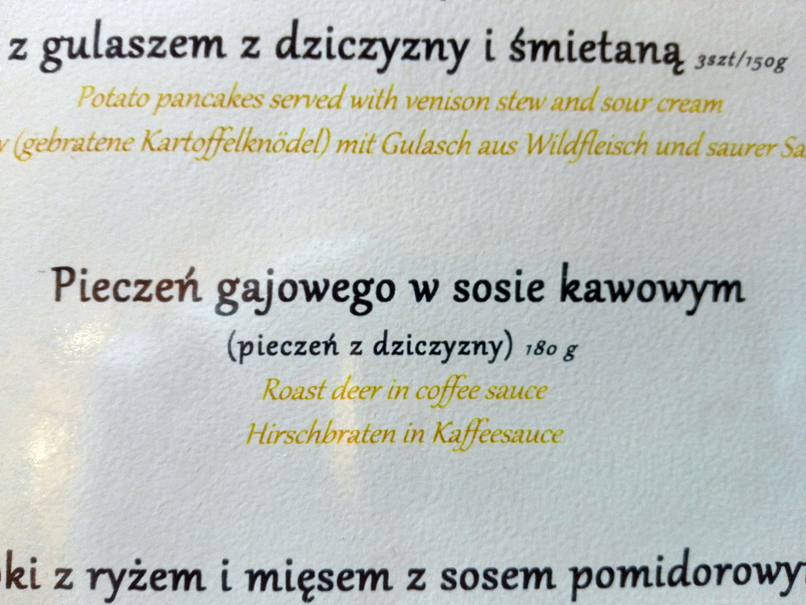 z gulaszem z dziczyzny i śmietaną 3szt/150g
Potato pancakes served with venison stew and sour cream
(gebratene Kartoffelknödel) mit Gulasch aus Wildfleisch und saurer
Pieczeń gajowego w sosie kawowym
(pieczeń z dziczyzny) 180 g
Roast deer in coffee sauce
Hirschbraten in Kaffeesauce
z ryżem i mięsem z sosem